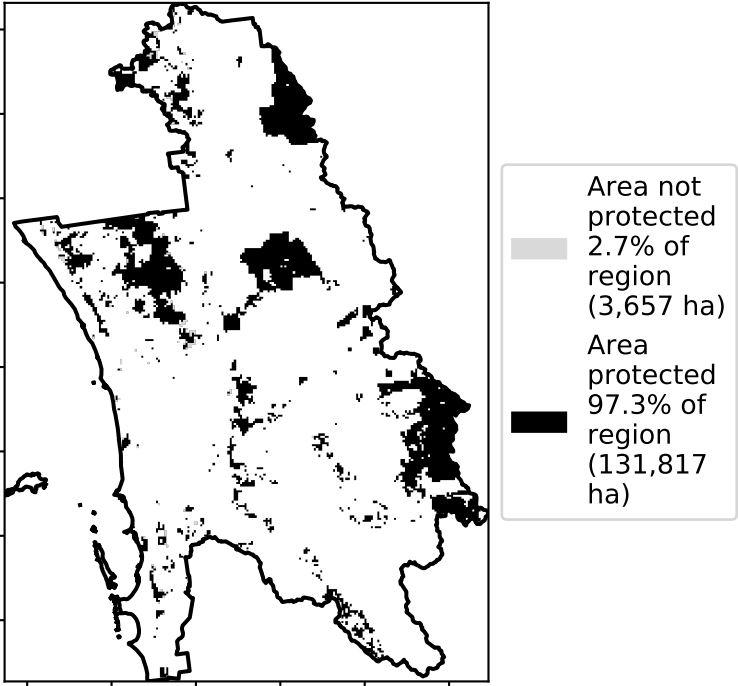 Area not
protected
2.7% of
region
(3,657 ha)
Area
protected
97.3% of
region
(131,817
ha)